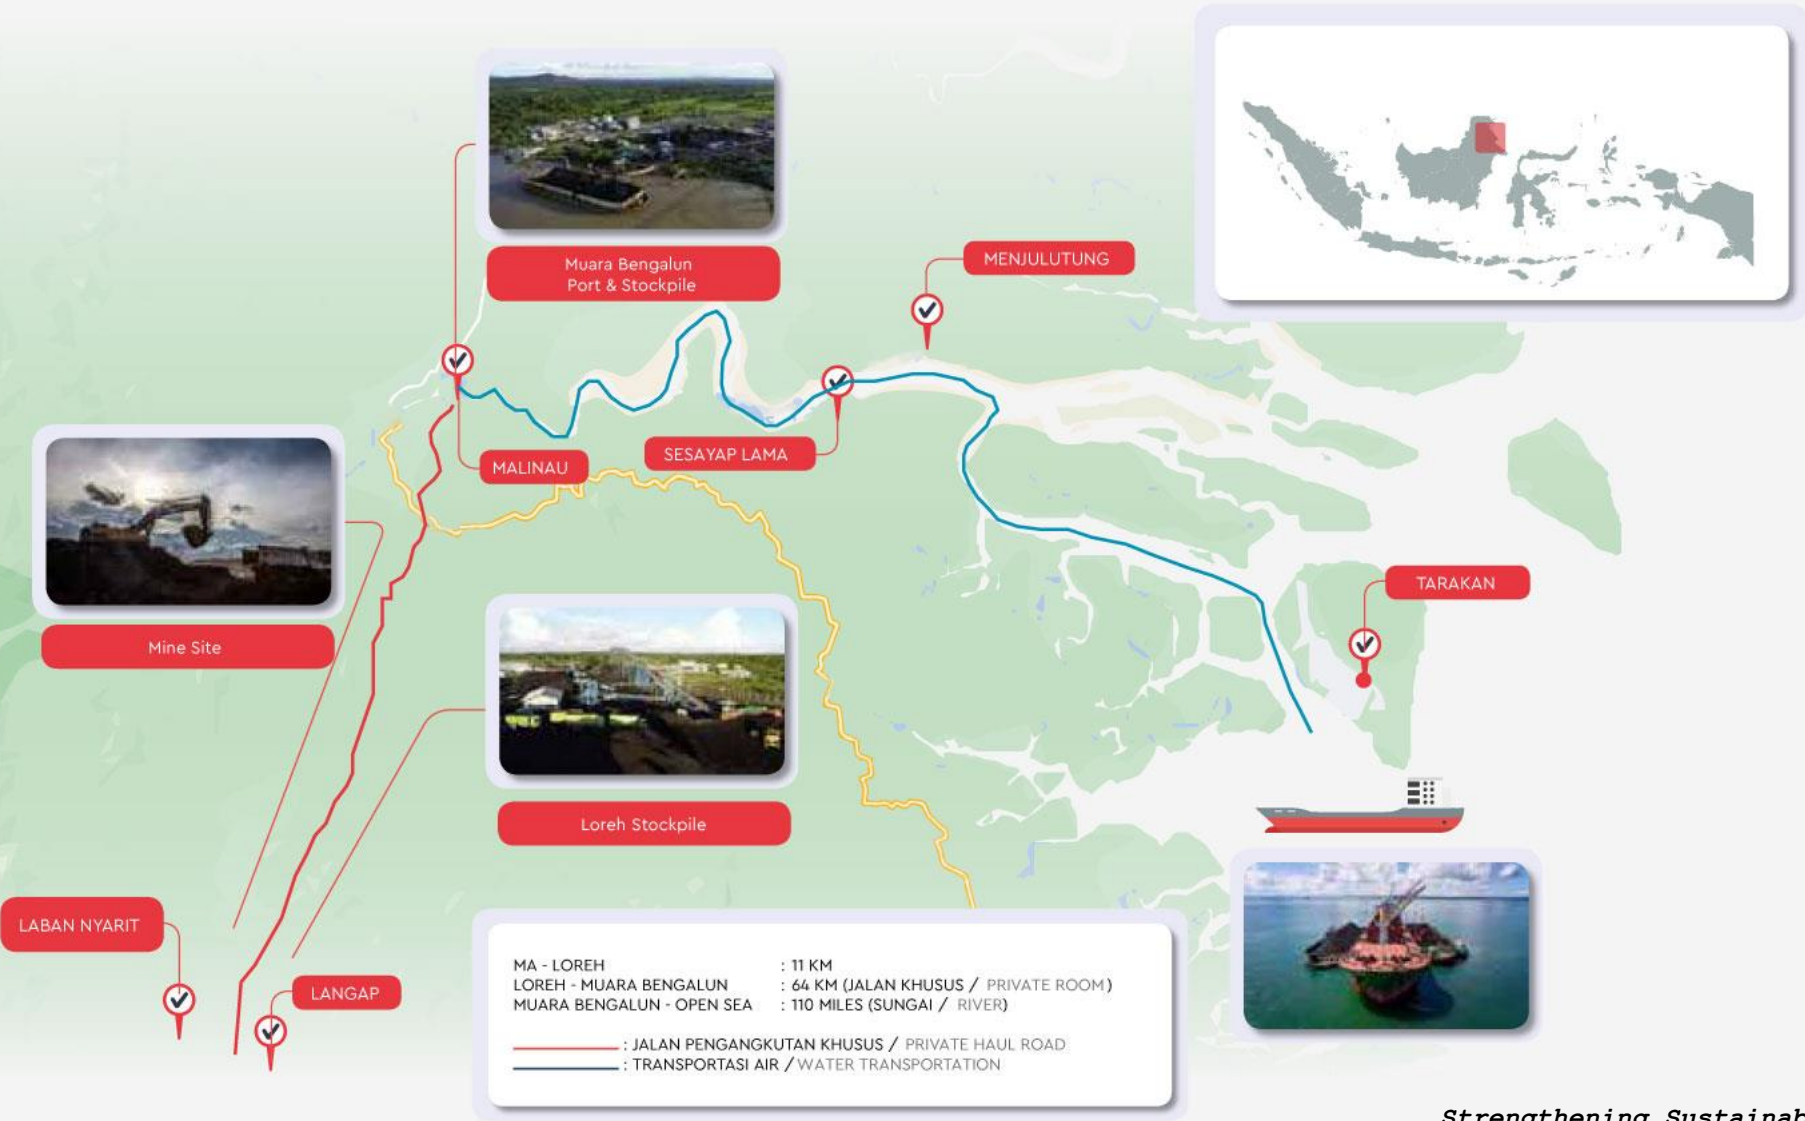 Muara Bengalun
Port & Stockpile
MENJULUTUNG
MALINAU
SESAYAP LAMA
Mine Site
TARAKAN
Loreh Stockpile
LABAN NYARIT
LANGAP
MA - LOREH : 11 KM
LOREH - MUARA BENGALUN : 64 KM (JALAN KHUSUS / PRIVATE ROOM)
MUARA BENGALUN - OPEN SEA : 110 MILES (SUNGAI / RIVER)
: JALAN PENGANGKUTAN KHUSUS / PRIVATE HAUL ROAD
: TRANSPORTASI AIR / WATER TRANSPORTATION
Strengthening Sustainab